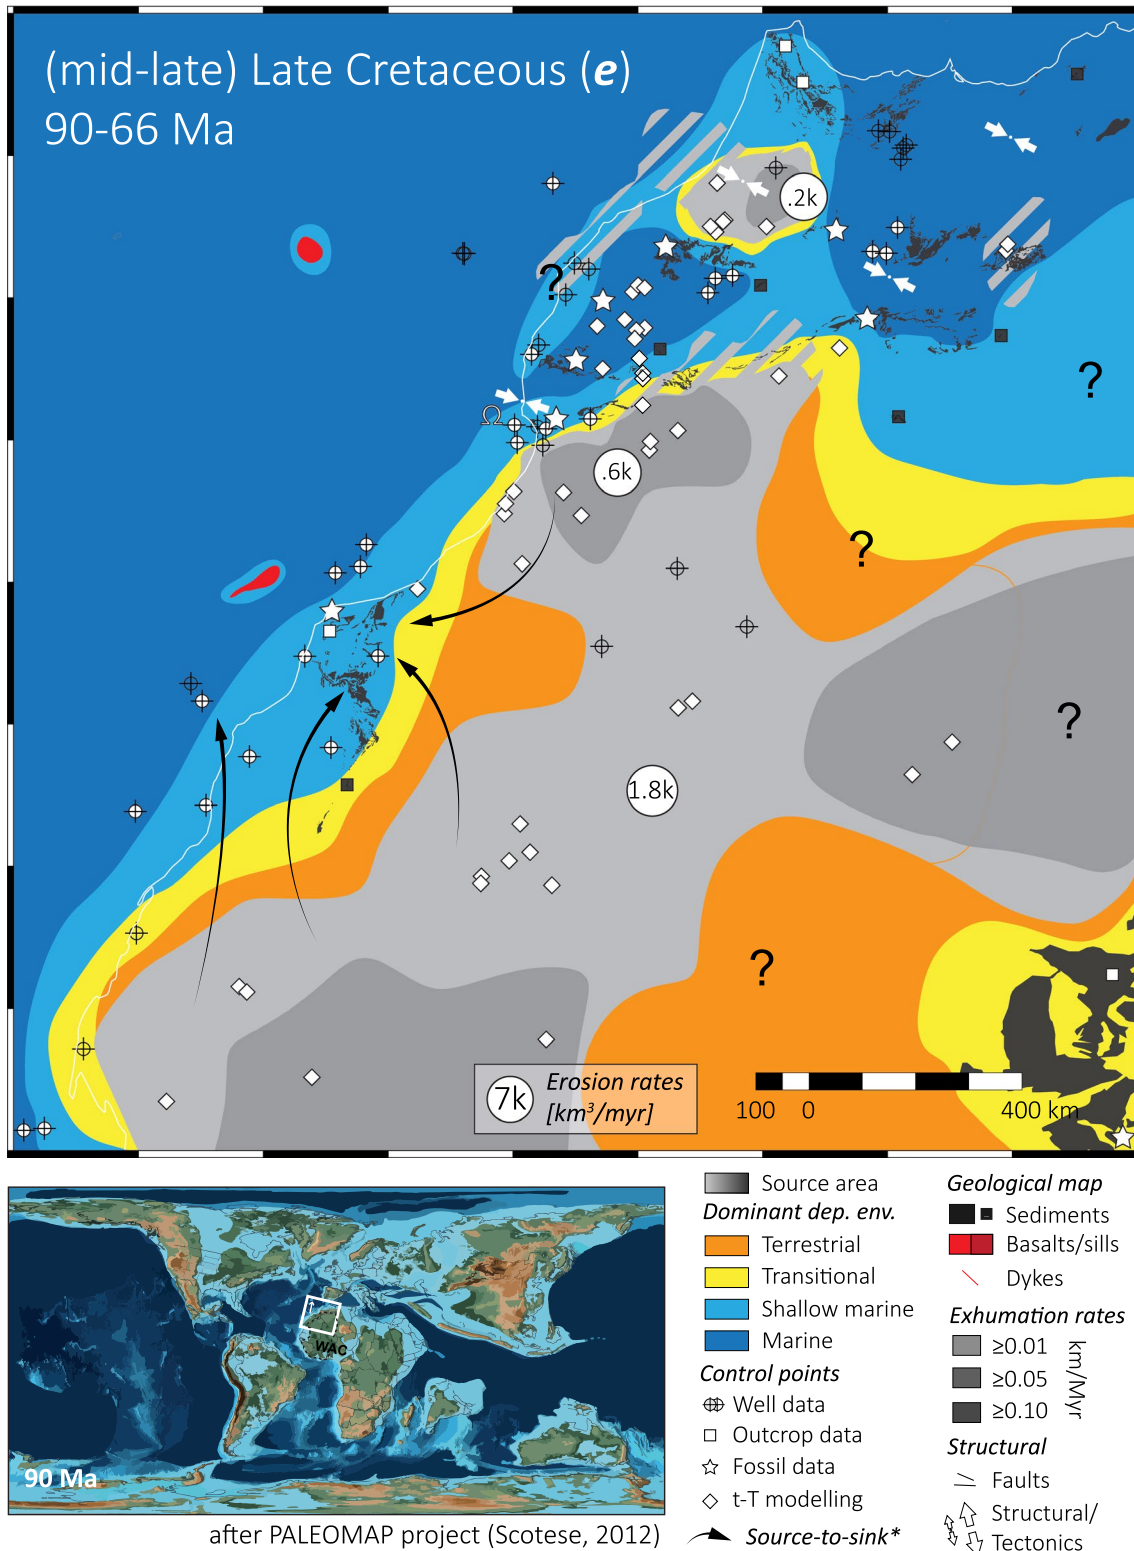 (mid-late) Late Cretaceous (e)
90-66 Ma
.2k
?
?
Ω
.6k
?
?
1.8k
?
7k
Erosion rates
[km³/myr]
100 0 400 km
Source area
Dominant dep. env.
Terrestrial
Transitional
Shallow marine
Marine
Control points
Well data
Outcrop data
Fossil data
t-T modelling
Source-to-sink*
Geological map
Sediments
Basalts/sills
Dykes
Exhumation rates
≥0.01
≥0.05
≥0.10
km/Myr
Structural
Faults
Structural/
Tectonics
WAC
90 Ma
after PALEOMAP project (Scotese, 2012)